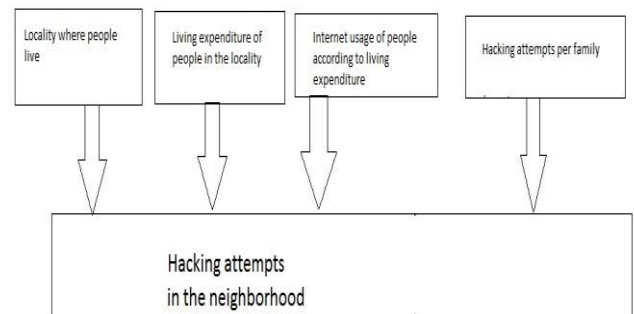 Locality where people
live
Living expenditure of
people in the locality
Internet usage of people
according to living
expenditure
Hacking attempts per family
Hacking attempts
in the neighborhood